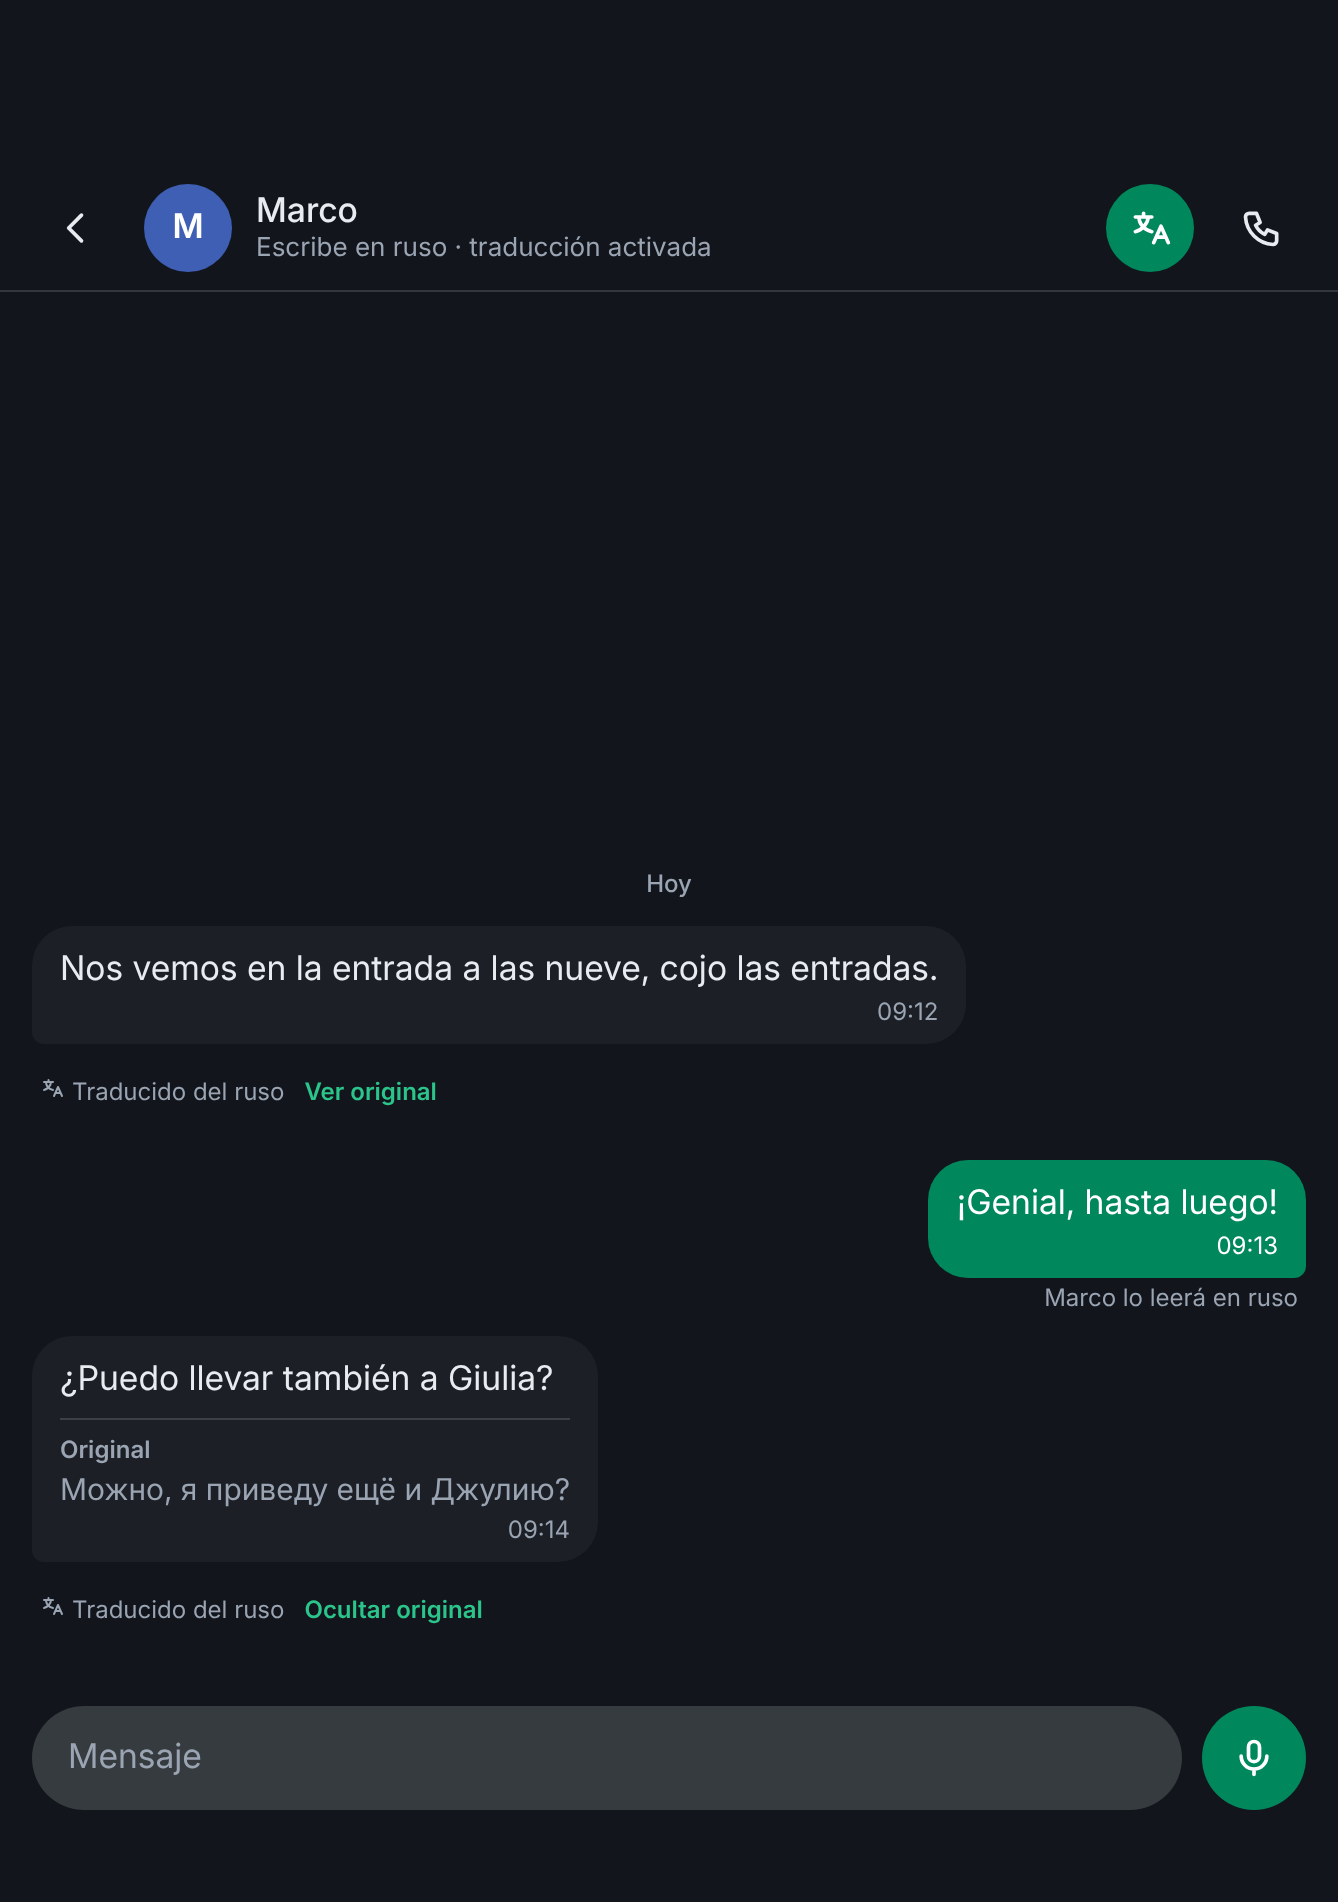 M
Marco
Escribe en ruso · traducción activada
Hoy
Nos vemos en la entrada a las nueve, cojo las entradas.
09:12
Traducido del ruso Ver original
¡Genial, hasta luego!
09:13
Marco lo leerá en ruso
¿Puedo llevar también a Giulia?
Original
Можно, я приведу ещё и Джулию?
09:14
Traducido del ruso Ocultar original
Mensaje